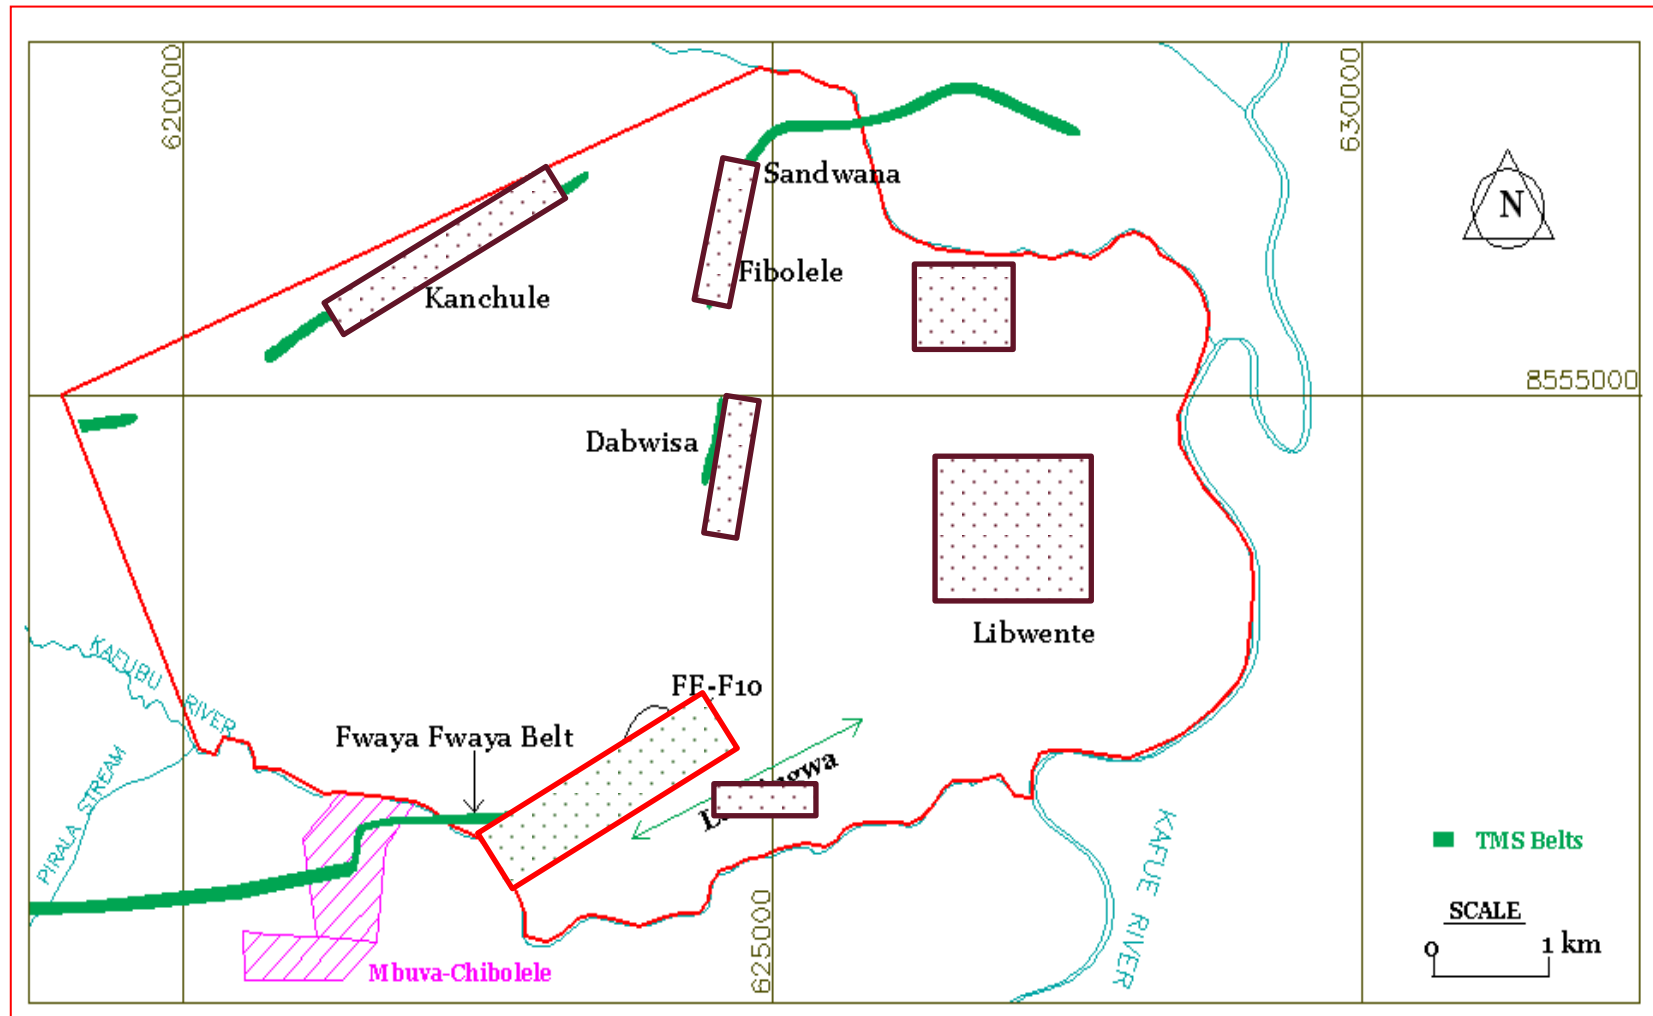 620000
630000
Sandwana
N
Fibolele
Kanchule
8555000
Dabwisa
Libwente
KAFUBU RIVER
FF-F10
Fwaya Fwaya Belt
PIRALA STREAM
KAFUE RIVER
TMS Belts
SCALE
0 1 km
625000
Mbuva-Chibolele